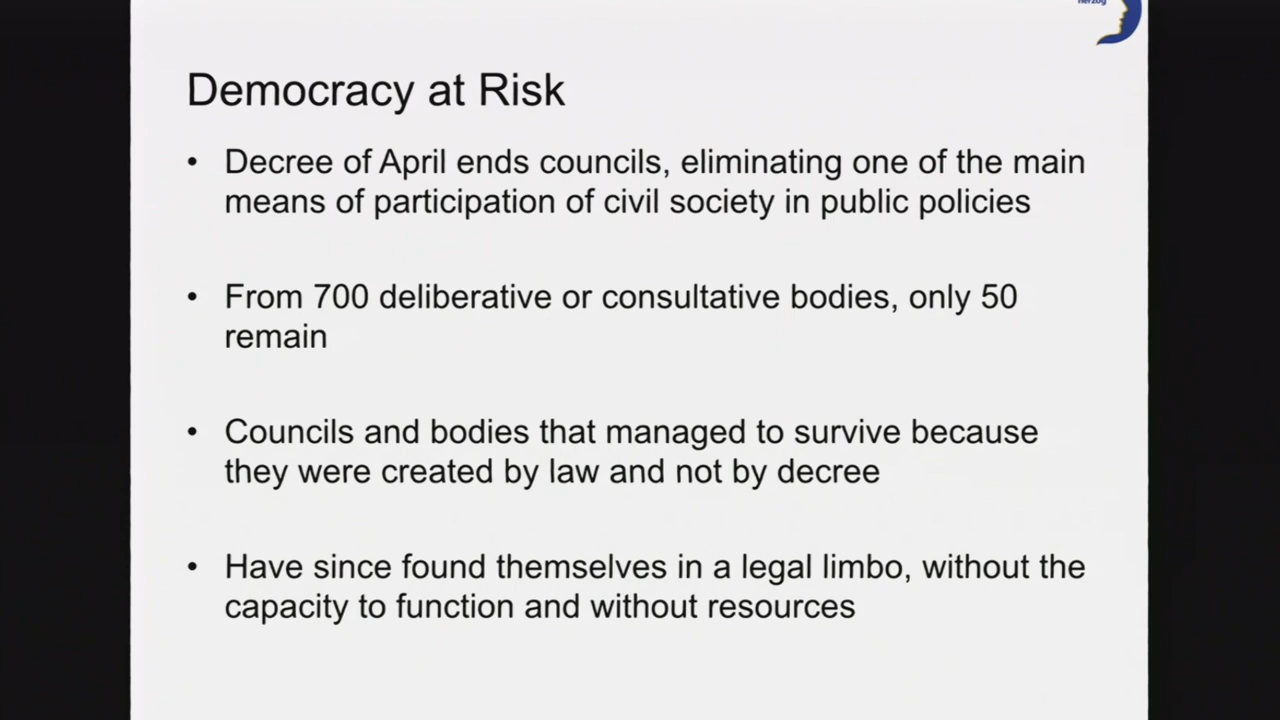 herzog
Democracy at Risk
• Decree of April ends councils, eliminating one of the main
means of participation of civil society in public policies
• From 700 deliberative or consultative bodies, only 50
remain
• Councils and bodies that managed to survive because
they were created by law and not by decree
• Have since found themselves in a legal limbo, without the
capacity to function and without resources